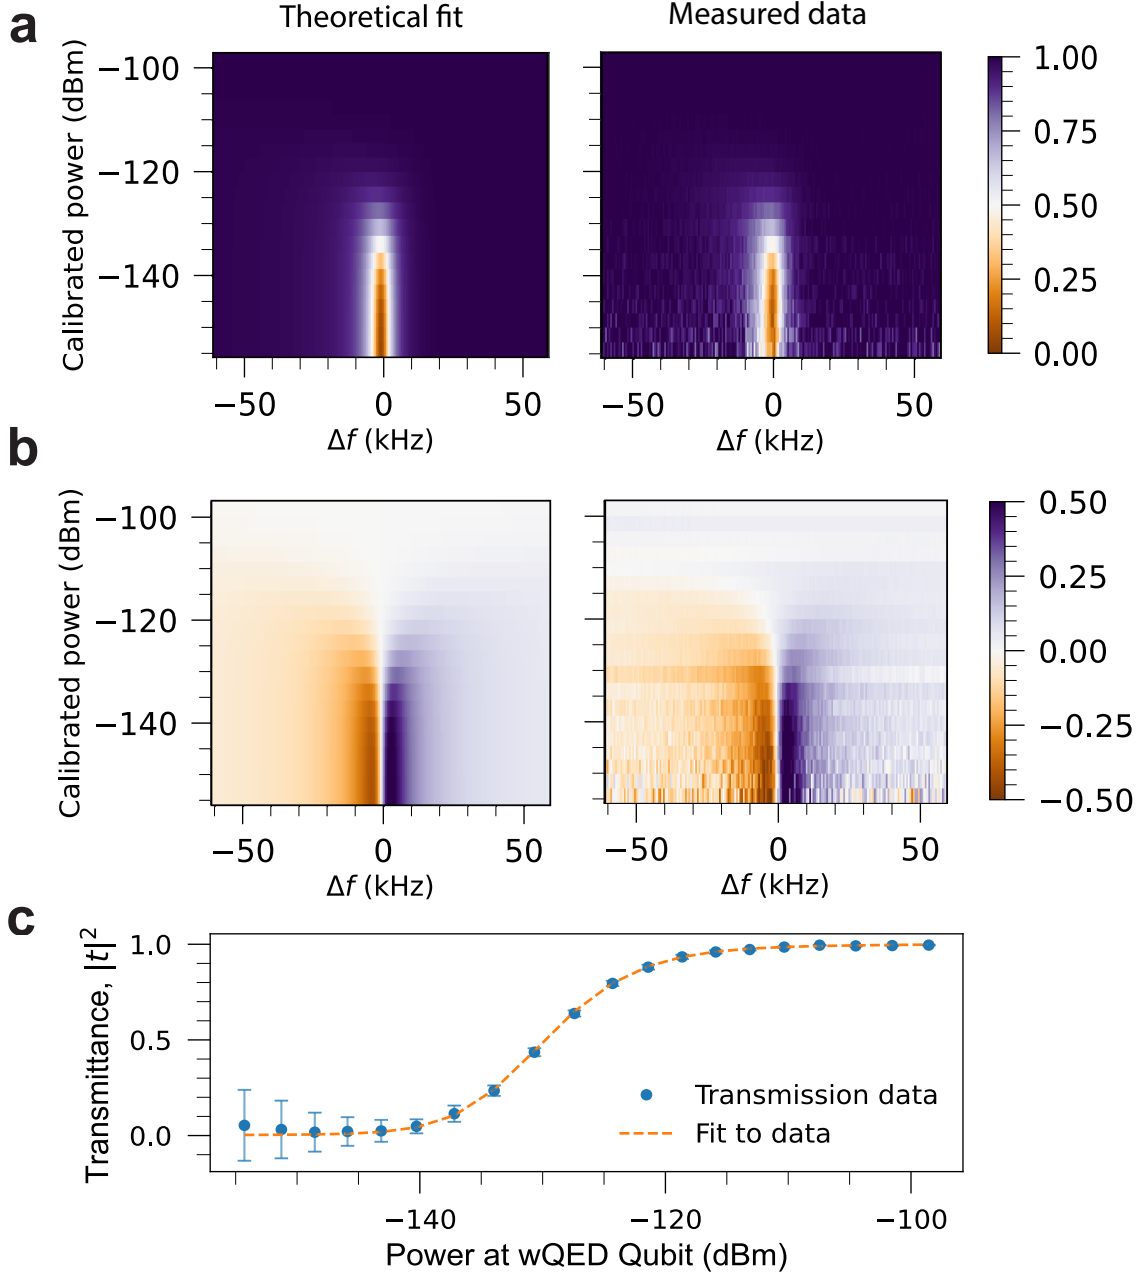 a
Theoretical fit
Measured data
Calibrated power (dBm)
−100
−120
−140
−50
0
50
Δf (kHz)
−50
0
50
Δf (kHz)
1.00
0.75
0.50
0.25
0.00
b
Calibrated power (dBm)
−100
−120
−140
−50
0
50
Δf (kHz)
−50
0
50
Δf (kHz)
0.50
0.25
0.00
−0.25
−0.50
c
Transmittance, |t|²
1.0
0.5
0.0
Transmission data
Fit to data
−140
−120
−100
Power at wQED Qubit (dBm)